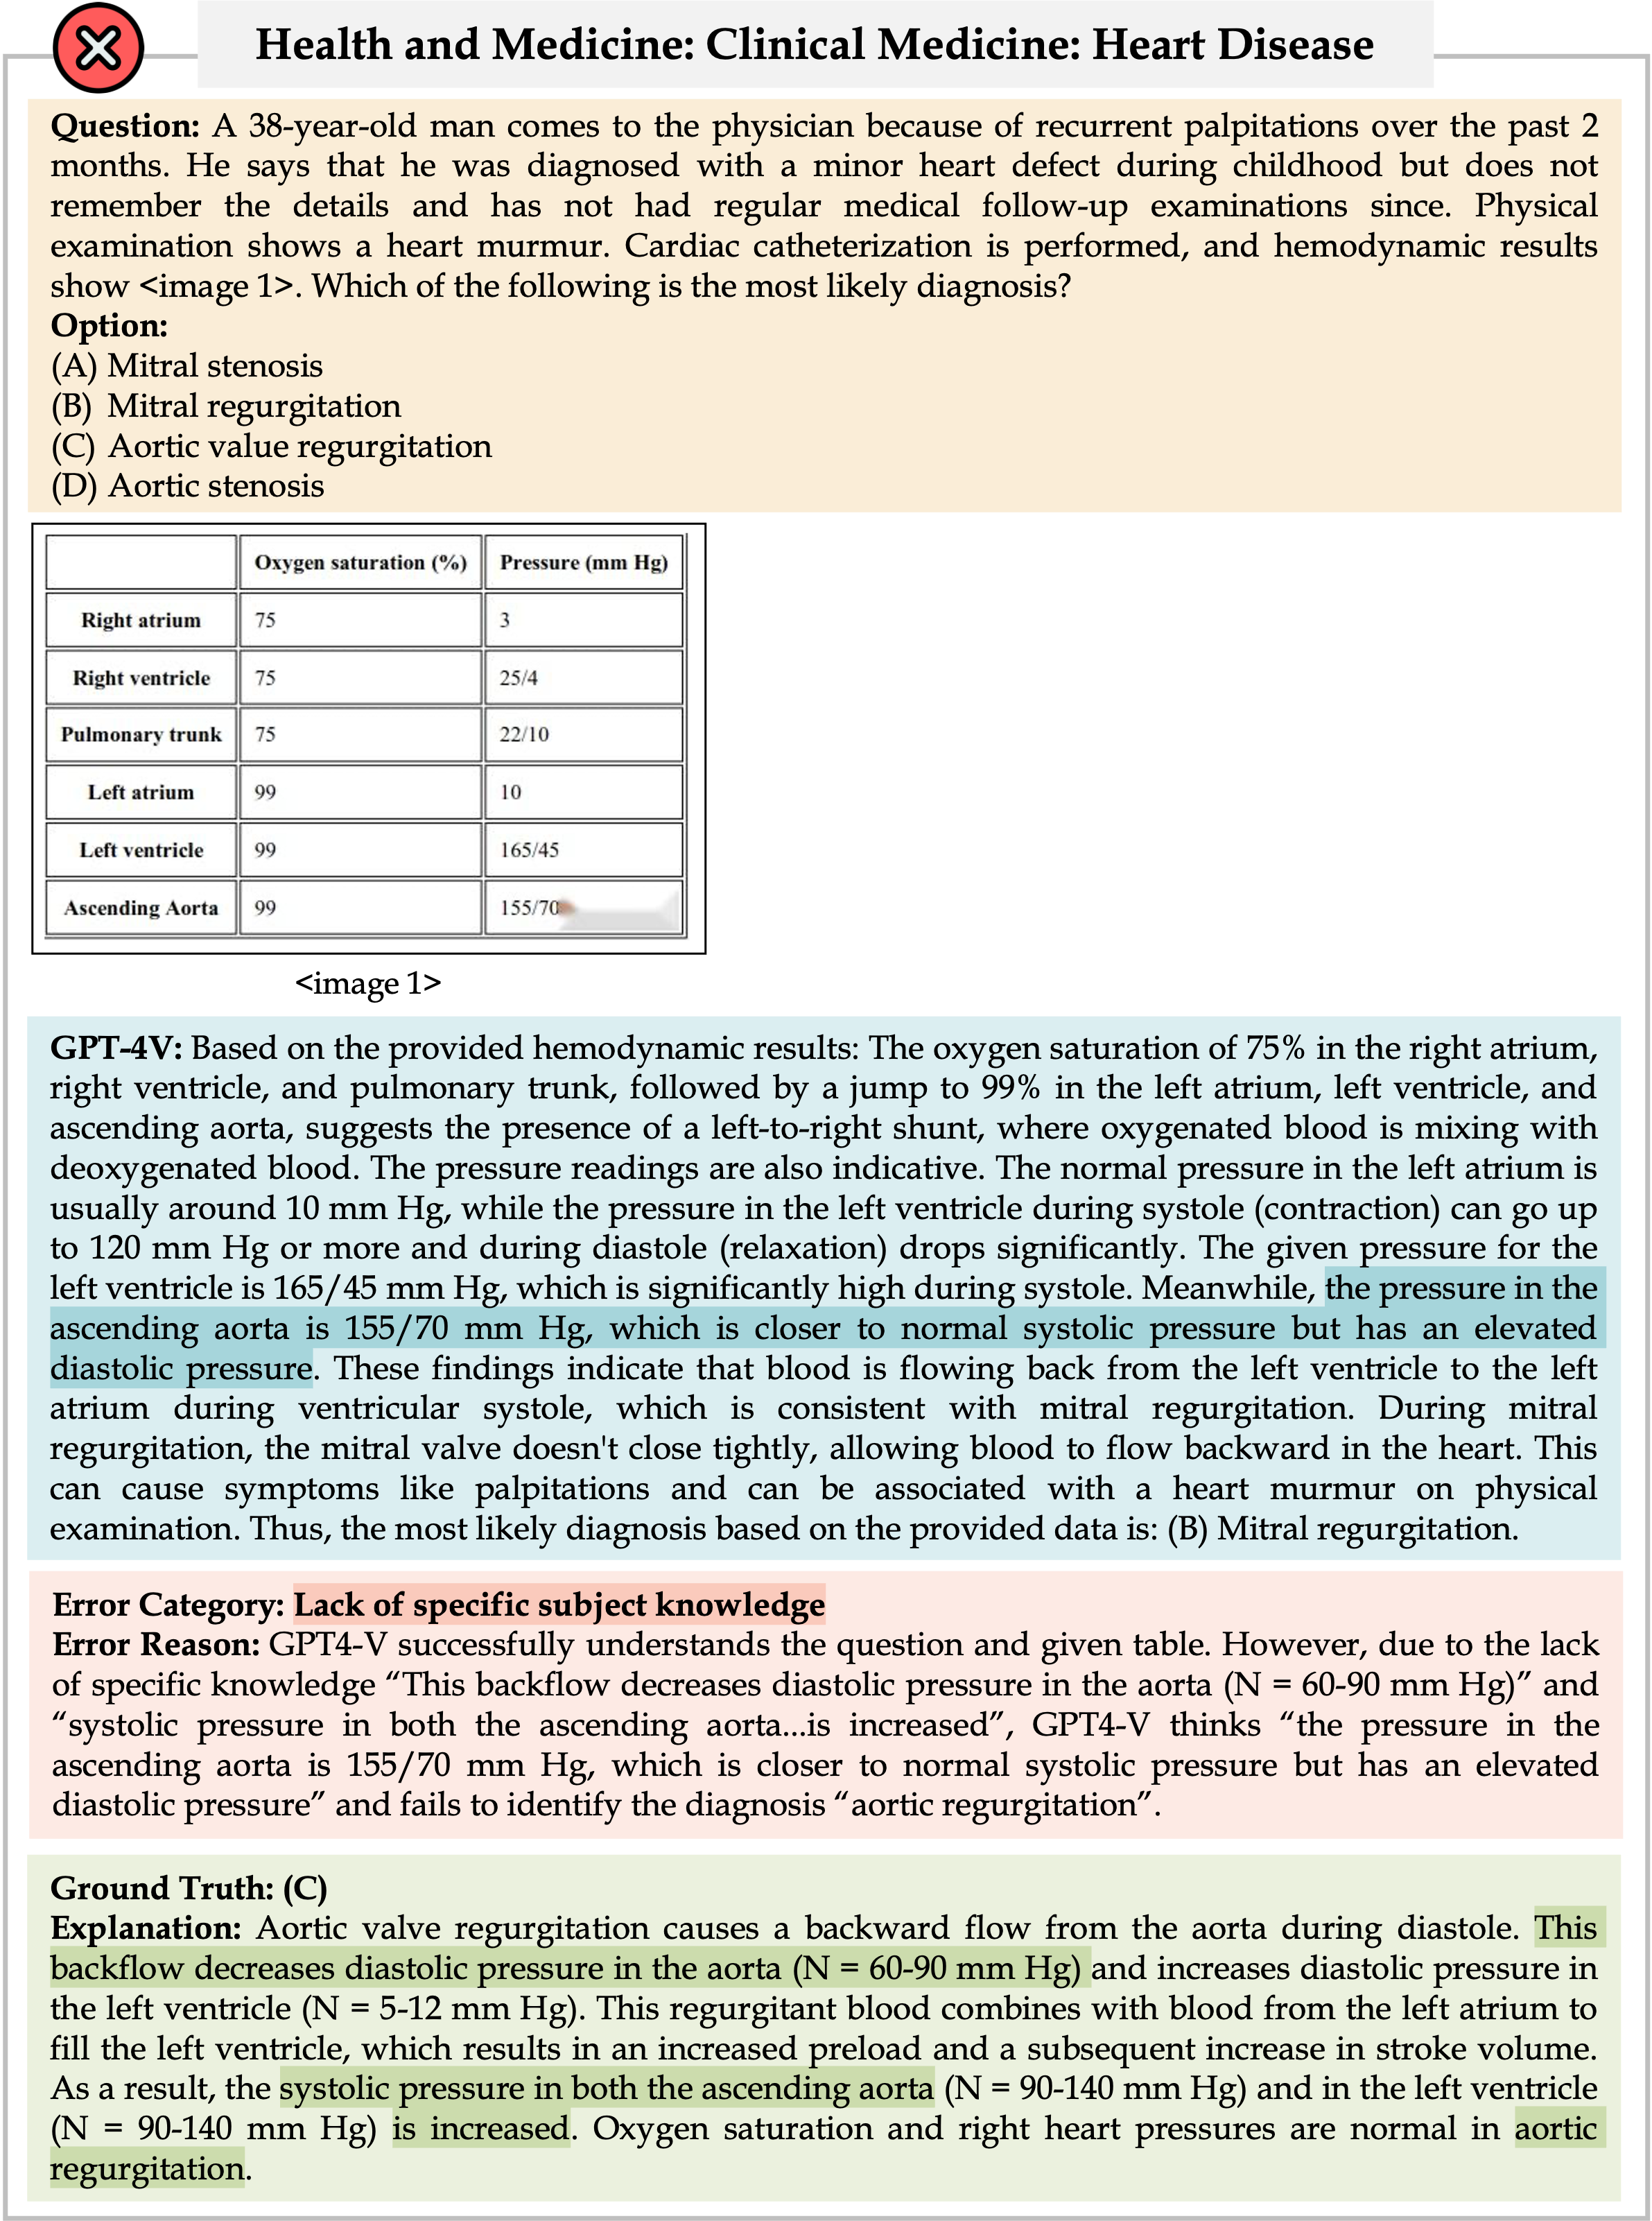 Health and Medicine: Clinical Medicine: Heart Disease
Question: A 38-year-old man comes to the physician because of recurrent palpitations over the past 2
months. He says that he was diagnosed with a minor heart defect during childhood but does not
remember the details and has not had regular medical follow-up examinations since. Physical
examination shows a heart murmur. Cardiac catheterization is performed, and hemodynamic results
show <image 1>. Which of the following is the most likely diagnosis?
Option:
(A) Mitral stenosis
(B) Mitral regurgitation
(C) Aortic value regurgitation
(D) Aortic stenosis
Oxygen saturation (%) Pressure (mm Hg)
Right atrium 75 3
Right ventricle 75 25/4
Pulmonary trunk 75 22/10
Left atrium 99 10
Left ventricle 99 165/45
Ascending Aorta 99 155/70
<image 1>
GPT-4V: Based on the provided hemodynamic results: The oxygen saturation of 75% in the right atrium,
right ventricle, and pulmonary trunk, followed by a jump to 99% in the left atrium, left ventricle, and
ascending aorta, suggests the presence of a left-to-right shunt, where oxygenated blood is mixing with
deoxygenated blood. The pressure readings are also indicative. The normal pressure in the left atrium is
usually around 10 mm Hg, while the pressure in the left ventricle during systole (contraction) can go up
to 120 mm Hg or more and during diastole (relaxation) drops significantly. The given pressure for the
left ventricle is 165/45 mm Hg, which is significantly high during systole. Meanwhile, the pressure in the
ascending aorta is 155/70 mm Hg, which is closer to normal systolic pressure but has an elevated
diastolic pressure. These findings indicate that blood is flowing back from the left ventricle to the left
atrium during ventricular systole, which is consistent with mitral regurgitation. During mitral
regurgitation, the mitral valve doesn't close tightly, allowing blood to flow backward in the heart. This
can cause symptoms like palpitations and can be associated with a heart murmur on physical
examination. Thus, the most likely diagnosis based on the provided data is: (B) Mitral regurgitation.
Error Category: Lack of specific subject knowledge
Error Reason: GPT4-V successfully understands the question and given table. However, due to the lack
of specific knowledge “This backflow decreases diastolic pressure in the aorta (N = 60-90 mm Hg)” and
“systolic pressure in both the ascending aorta...is increased”, GPT4-V thinks “the pressure in the
ascending aorta is 155/70 mm Hg, which is closer to normal systolic pressure but has an elevated
diastolic pressure” and fails to identify the diagnosis “aortic regurgitation”.
Ground Truth: (C)
Explanation: Aortic valve regurgitation causes a backward flow from the aorta during diastole. This
backflow decreases diastolic pressure in the aorta (N = 60-90 mm Hg) and increases diastolic pressure in
the left ventricle (N = 5-12 mm Hg). This regurgitant blood combines with blood from the left atrium to
fill the left ventricle, which results in an increased preload and a subsequent increase in stroke volume.
As a result, the systolic pressure in both the ascending aorta (N = 90-140 mm Hg) and in the left ventricle
(N = 90-140 mm Hg) is increased. Oxygen saturation and right heart pressures are normal in aortic
regurgitation.